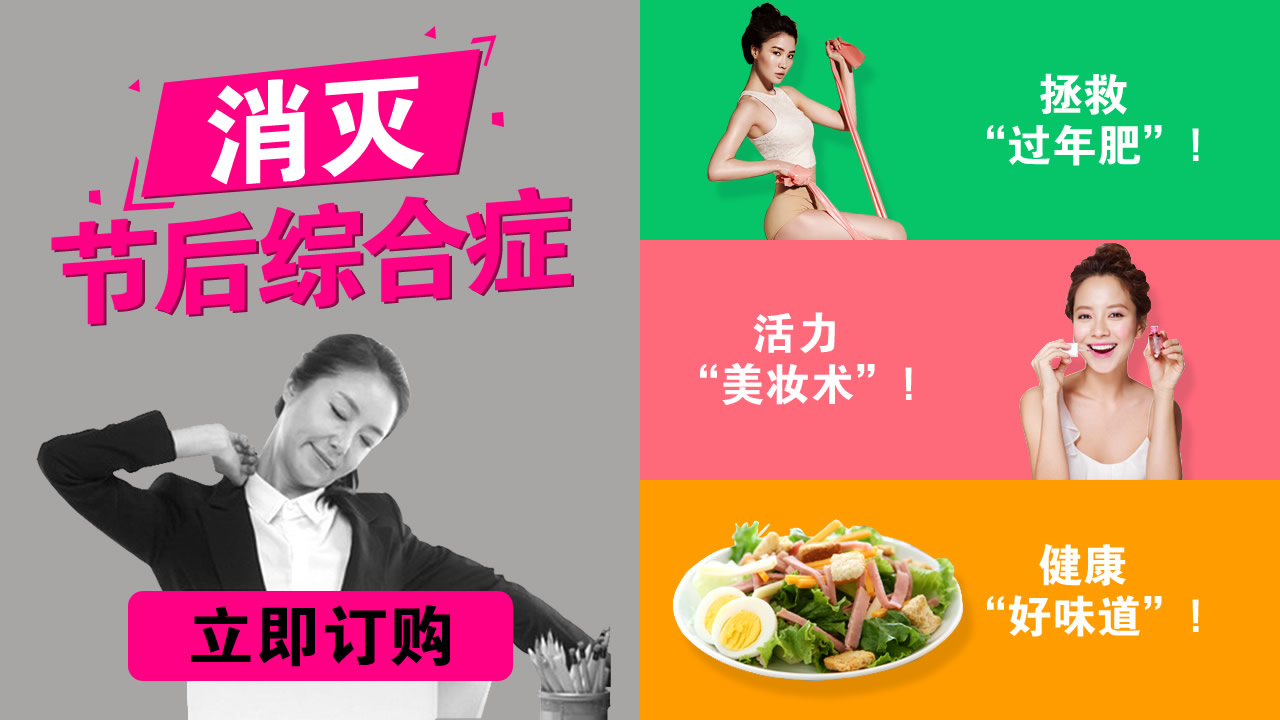 消灭
节后综合症
立即订购
拯救
“过年肥”！
活力
“美妆术”！
健康
“好味道”！